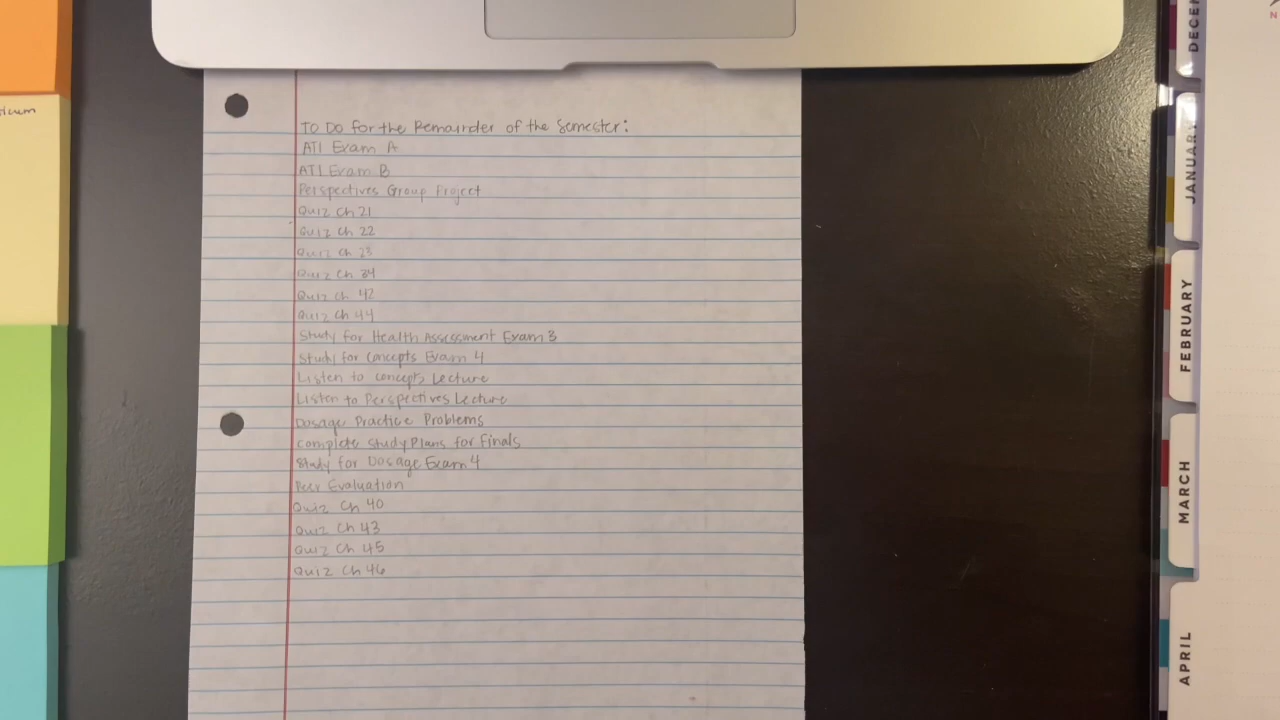 To Do for the Remainder of the Semester:
ATI Exam A
ATI Exam B
Perspectives Group Project
Quiz Ch 21
Quiz Ch 22
Quiz Ch 23
Quiz Ch 34
Quiz Ch 42
Quiz Ch 44
Study for Health Assessment Exam 3
Study for Concepts Exam 4
Listen to Concepts Lecture
Listen to Perspectives Lecture
Dosage Practice Problems
Complete Study Plans for Finals
Study for Dosage Exam 4
Peer Evaluation
Quiz Ch 40
Quiz Ch 43
Quiz Ch 45
Quiz Ch 46
JANUARY
FEBRUARY
MARCH
APRIL